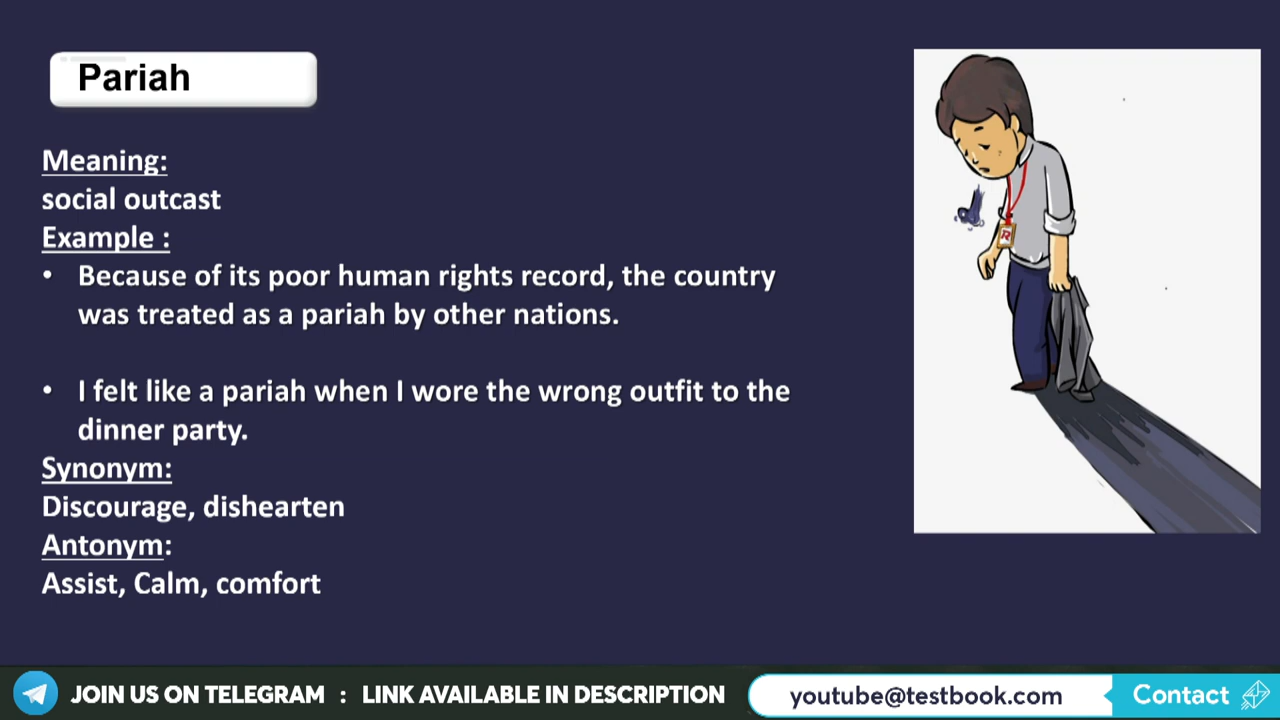 Pariah
Meaning:
social outcast
Example :
• Because of its poor human rights record, the country
was treated as a pariah by other nations.
• I felt like a pariah when I wore the wrong outfit to the
dinner party.
Synonym:
Discourage, dishearten
Antonym:
Assist, Calm, comfort
R
JOIN US ON TELEGRAM : LINK AVAILABLE IN DESCRIPTION
youtube@testbook.com
Contact